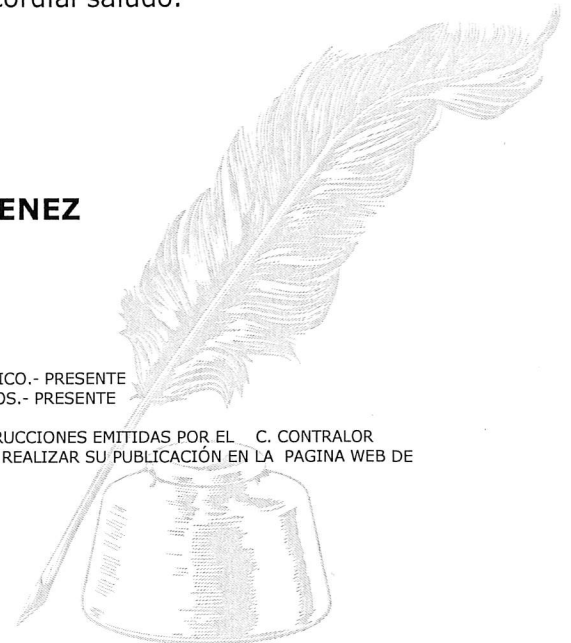 cordial saludo.
ENEZ
ICO.- PRESENTE
OS.- PRESENTE
RUCCIONES EMITIDAS POR EL C. CONTRALOR
REALIZAR SU PUBLICACIÓN EN LA PAGINA WEB DE